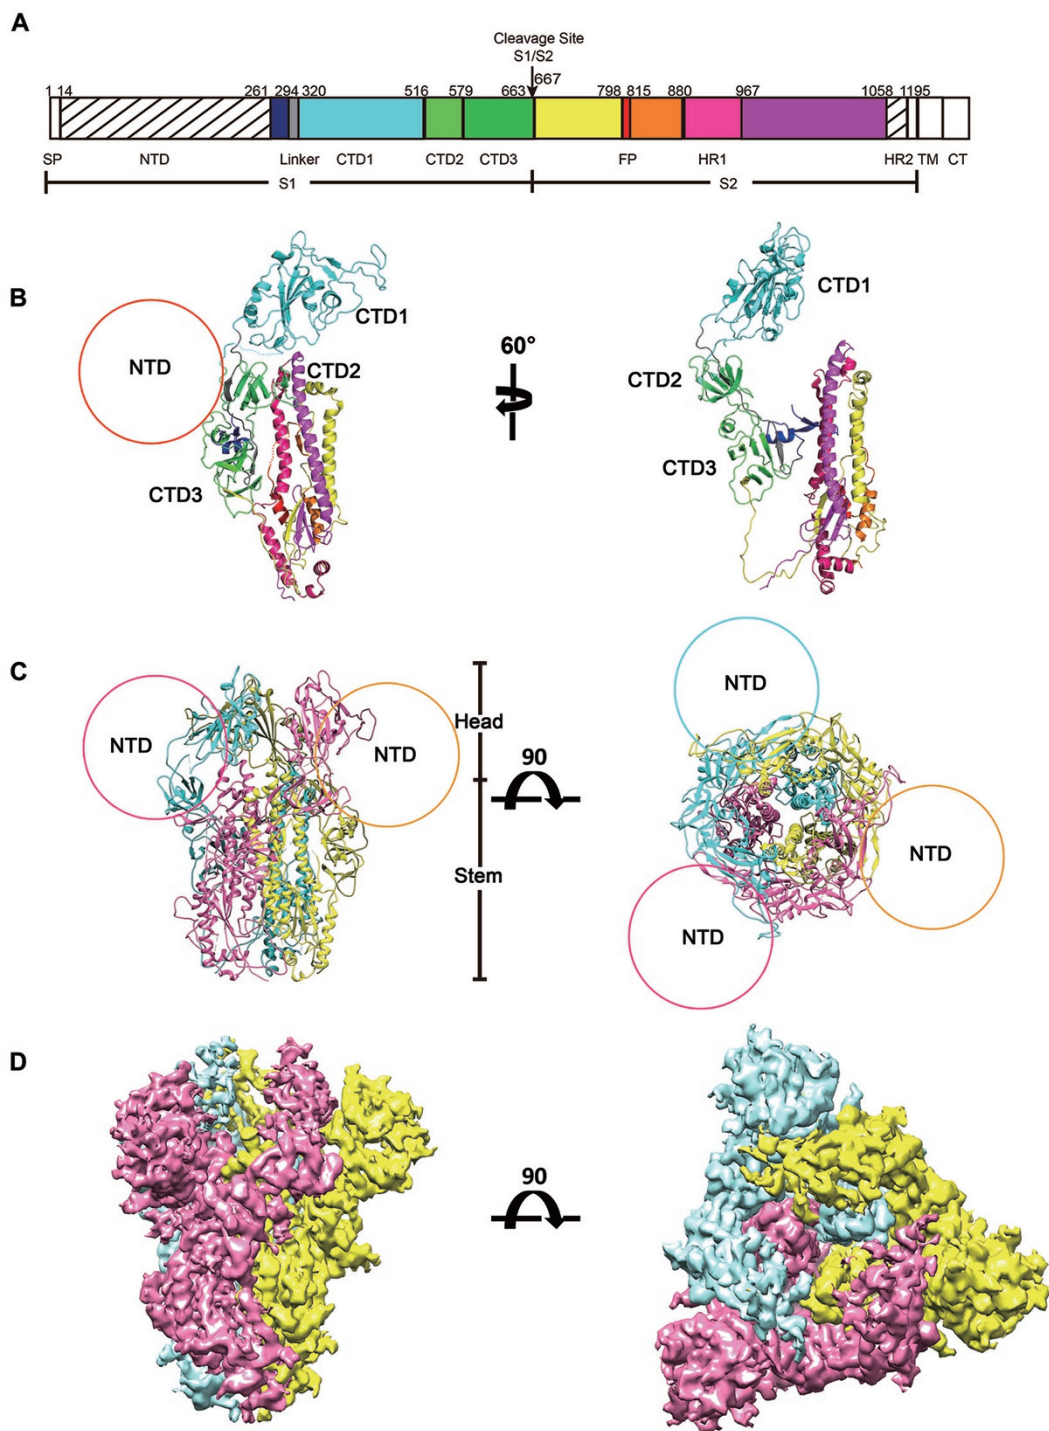 A
Cleavage Site
S1/S2
1 14 261 294 320 516 579 663 667 798 815 880 967 1058 1195
SP NTD Linker CTD1 CTD2 CTD3 FP HR1 HR2 TM CT
S1 S2
B
CTD1
NTD
CTD2
CTD3
60°
CTD1
CTD2
CTD3
C
NTD
NTD
Head
Stem
90
NTD
NTD
NTD
D
90